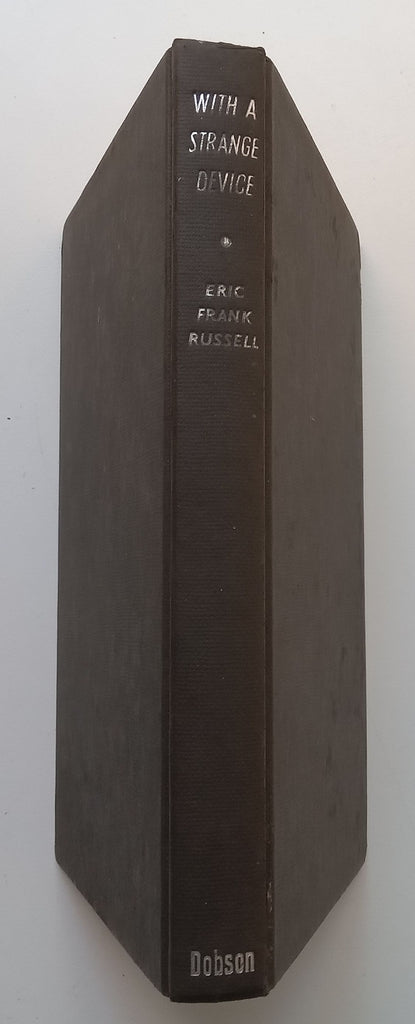 WITH A
STRANGE
DEVICE
ERIC
FRANK
RUSSELL
Dobson